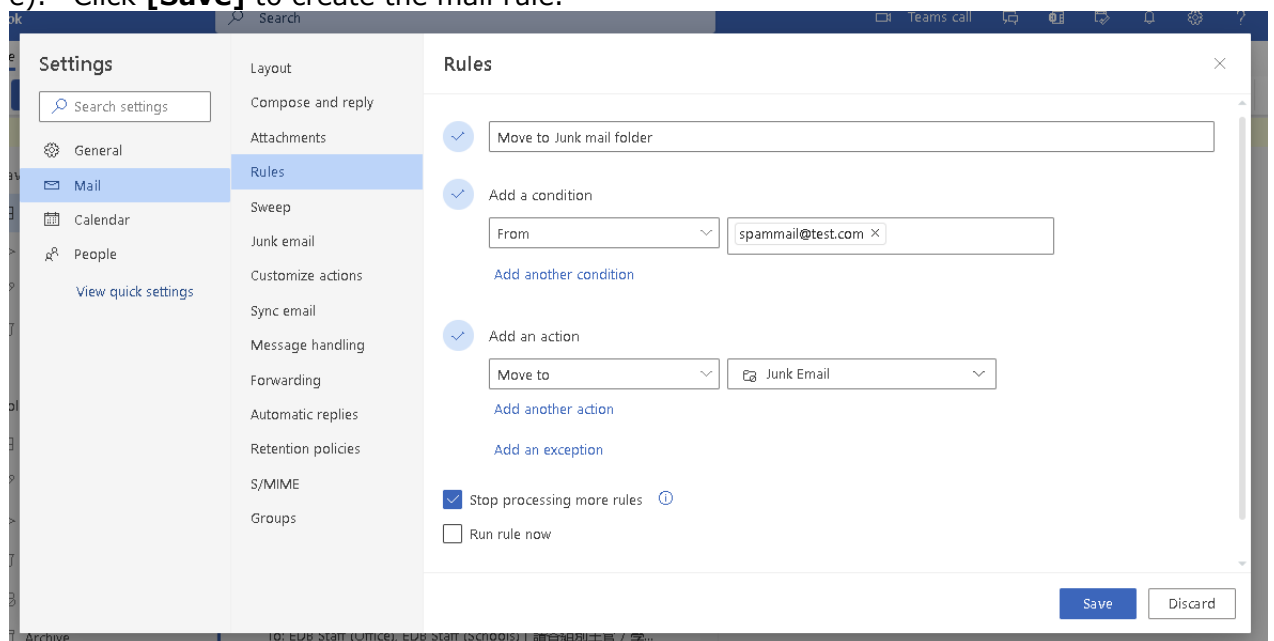 e). Click [Save] to create the mail rule.
ok
Search
Teams call
Settings
Search settings
General
Mail
Calendar
People
View quick settings
Layout
Compose and reply
Attachments
Rules
Sweep
Junk email
Customize actions
Sync email
Message handling
Forwarding
Automatic replies
Retention policies
S/MIME
Groups
Rules
Move to Junk mail folder
Add a condition
From
spammail@test.com
Add another condition
Add an action
Move to
Junk Email
Add another action
Add an exception
Stop processing more rules
Run rule now
Save
Discard
Archive
To: EDB Staff (Office), EDB Staff (Schools)